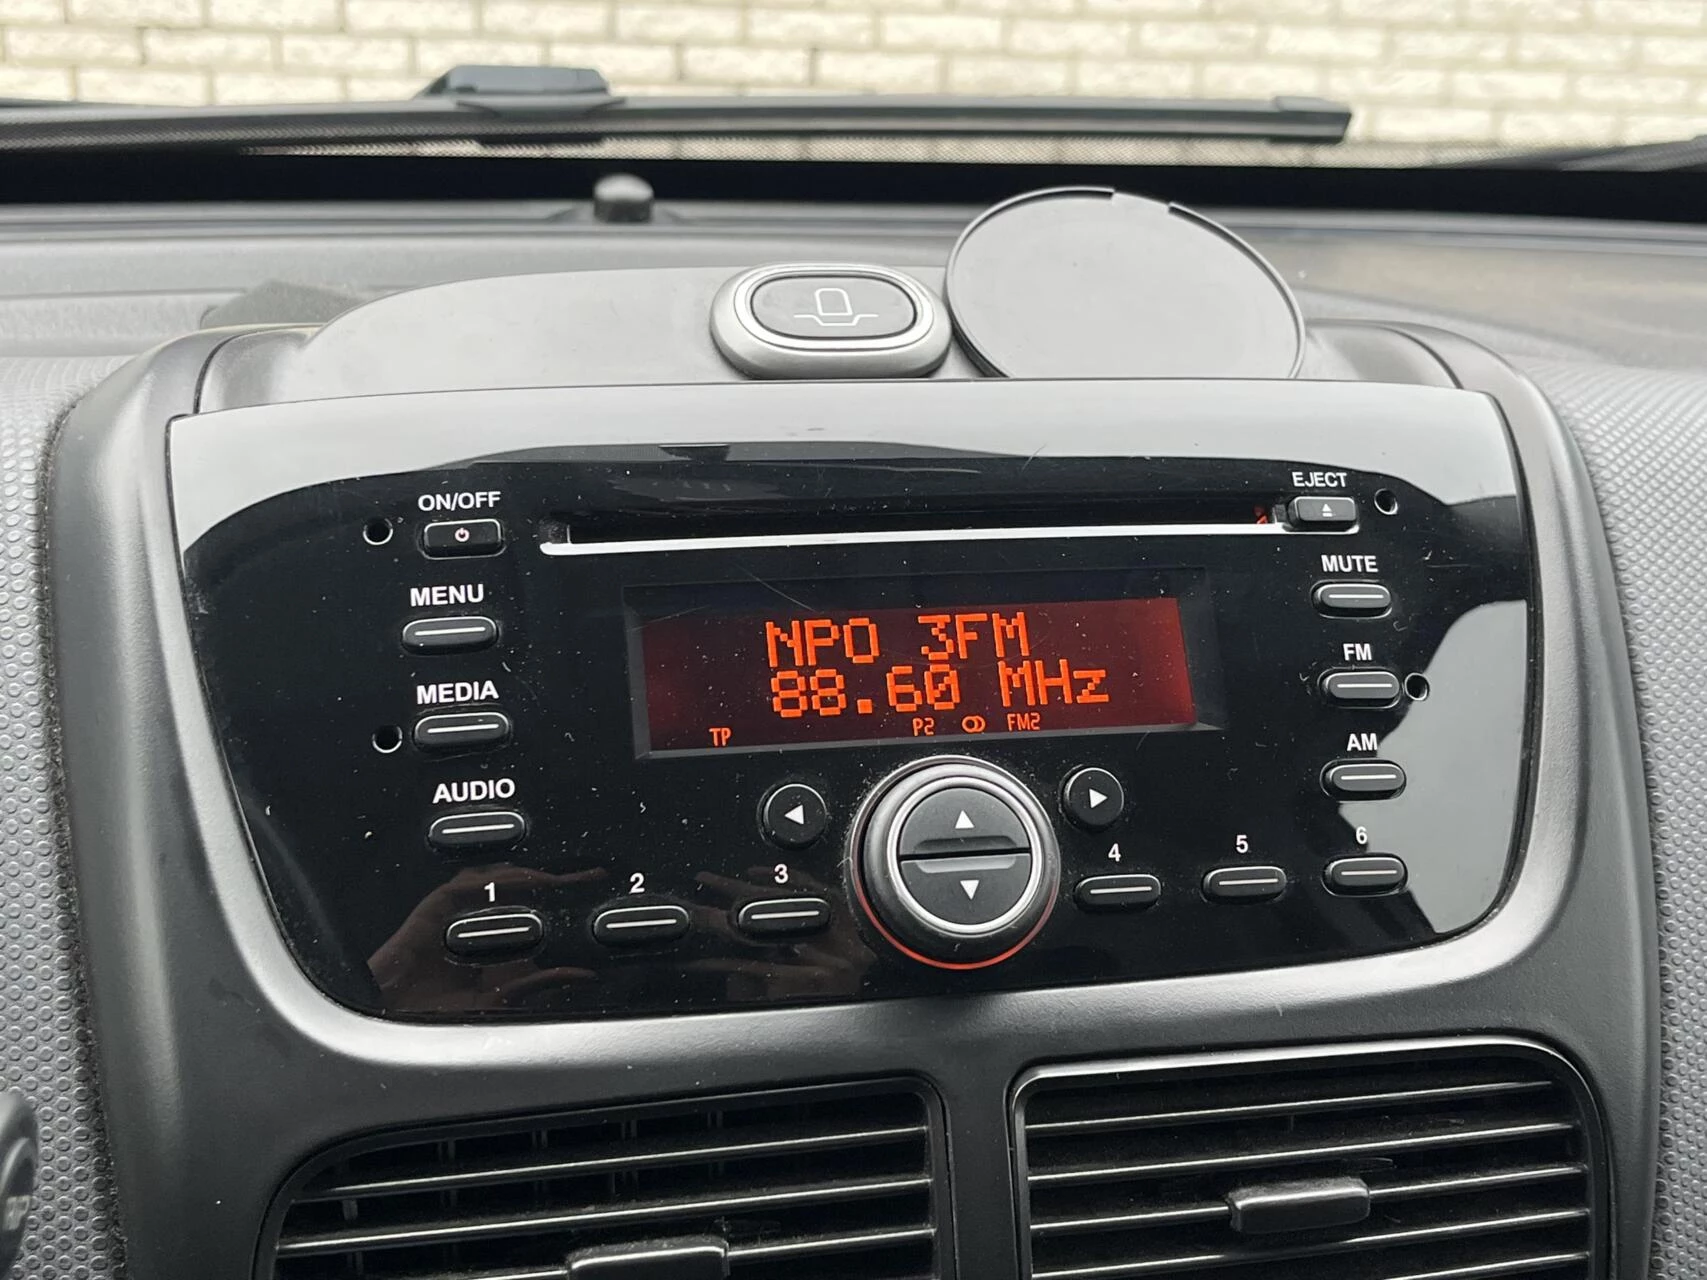 EJECT
ON/OFF
MUTE
MENU
NPO 3FM
FM
88.60 MHz
MEDIA
TP P2 FM2
AM
AUDIO
1 2 3 4 5 6